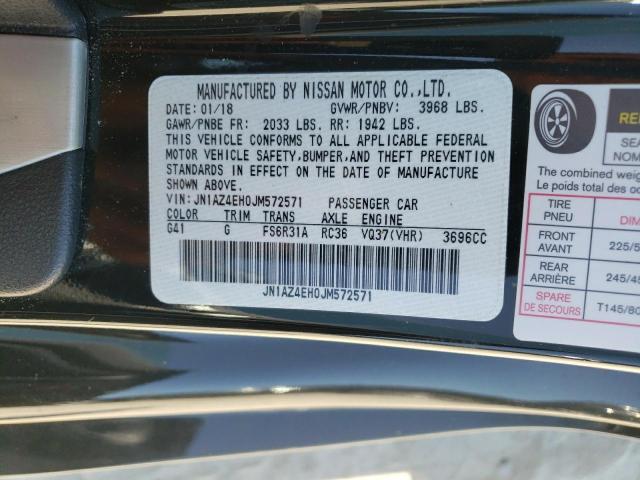 MANUFACTURED BY NISSAN MOTOR CO.,LTD.
DATE: 01/18 GVWR/PNBV: 3968 LBS.
GAWR/PNBE FR: 2033 LBS. RR: 1942 LBS.
THIS VEHICLE CONFORMS TO ALL APPLICABLE FEDERAL
MOTOR VEHICLE SAFETY,BUMPER,AND THEFT PREVENTION
STANDARDS IN EFFECT ON THE DATE OF MANUFACTURE
SHOWN ABOVE.
VIN: JN1AZ4EH0JM572571 PASSENGER CAR
COLOR TRIM TRANS AXLE ENGINE
G41 G FS6R31A RC36 VQ37(VHR) 3696CC
JN1AZ4EH0JM572571
The combined
Le poids total des
TIRE
PNEU
FRONT
AVANT
225/5
REAR
ARRIÈRE
245/45
SPARE
DE SECOURS
T145/80